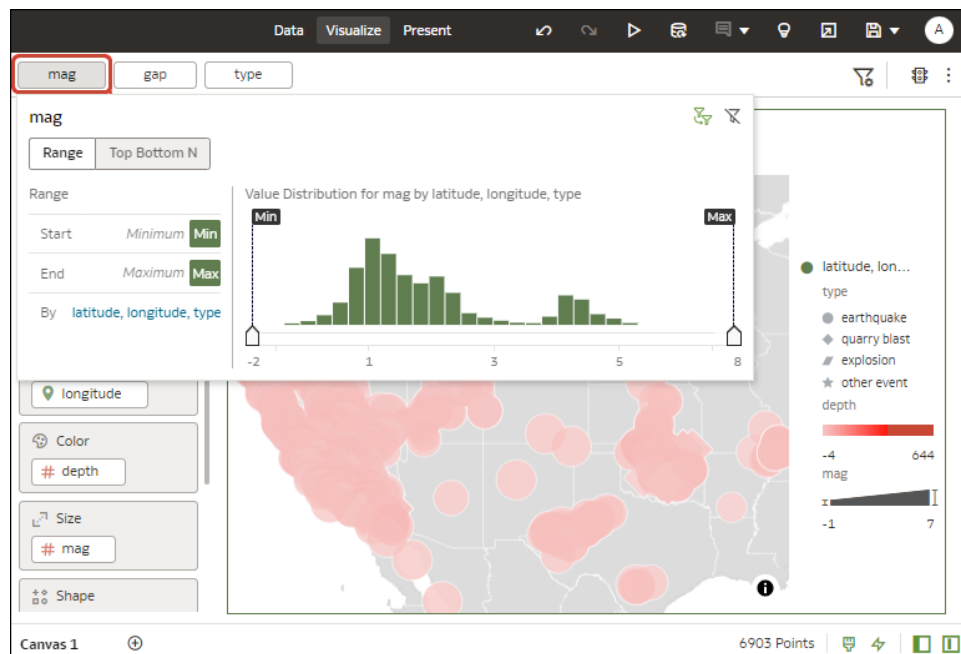 Data Visualize Present A
mag gap type
mag
Range Top Bottom N
Range
Value Distribution for mag by latitude, longitude, type
Min Max
Start Minimum Min
End Maximum Max
By latitude, longitude, type
-2 1 3 5 8
latitude, lon...
type
earthquake
quarry blast
explosion
other event
depth
-4 644
mag
-1 7
longitude
Color
# depth
Size
# mag
Shape
Canvas 1
6903 Points